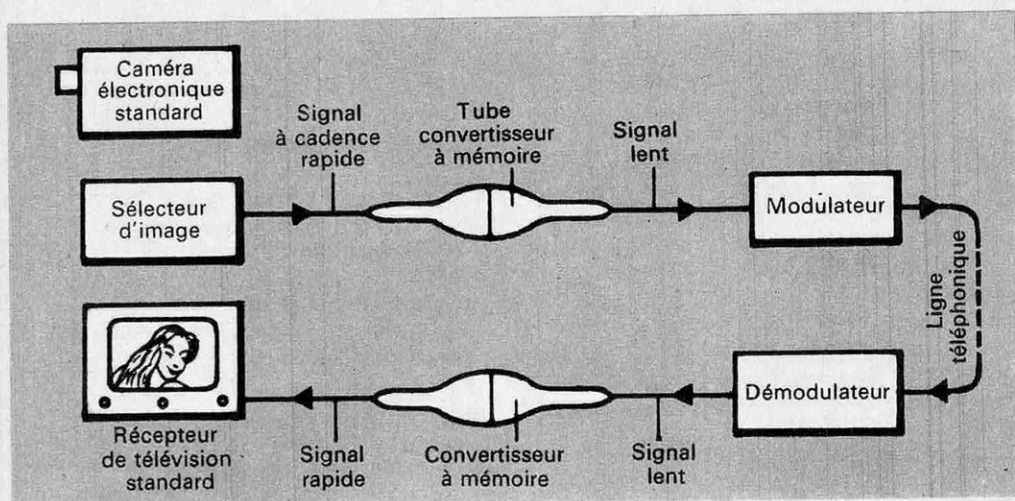 Caméra
électronique
standard
Signal
à cadence
rapide
Tube
convertisseur
à mémoire
Signal
lent
Sélecteur
d'image
Modulateur
Ligne
téléphonique
Démodulateur
Récepteur
de télévision
standard
Signal
rapide
Convertisseur
à mémoire
Signal
lent